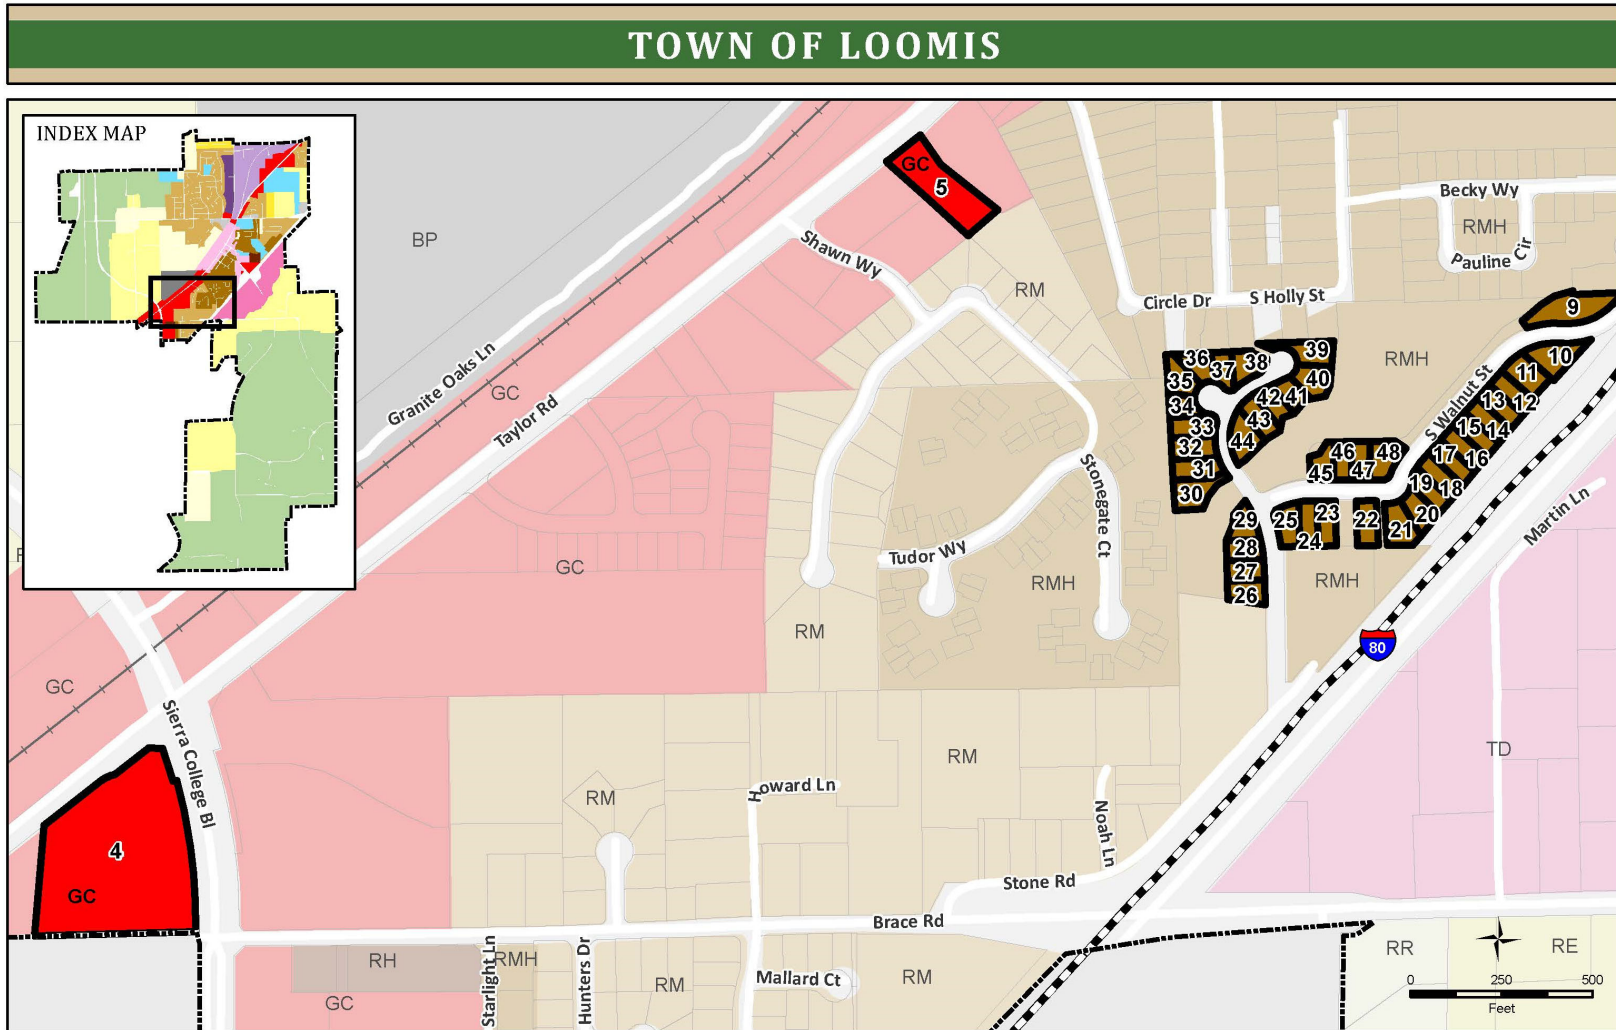 TOWN OF LOOMIS
INDEX MAP
BP
GC
5
Shawn Wy
RM
Becky Wy
RMH
Pauline Cir
Circle Dr
S Holly St
9
Granite Oaks Ln
GC
Taylor Rd
36
37
38
39
35
40
34
42
41
33
43
32
44
31
30
RMH
S Walnut St
10
11
13
12
15
14
46
48
17
16
45
47
19
18
29
25
23
22
20
21
24
28
27
26
Martin Ln
Stonegate Ct
Tudor Wy
RMH
RMH
GC
RM
80
GC
Sierra College Bl
4
GC
RM
Howard Ln
RM
Noah Ln
TD
Stone Rd
Brace Rd
RH
Starlight Ln
RMH
Hunters Dr
RM
Mallard Ct
RM
GC
RR
RE
0
250
500
Feet